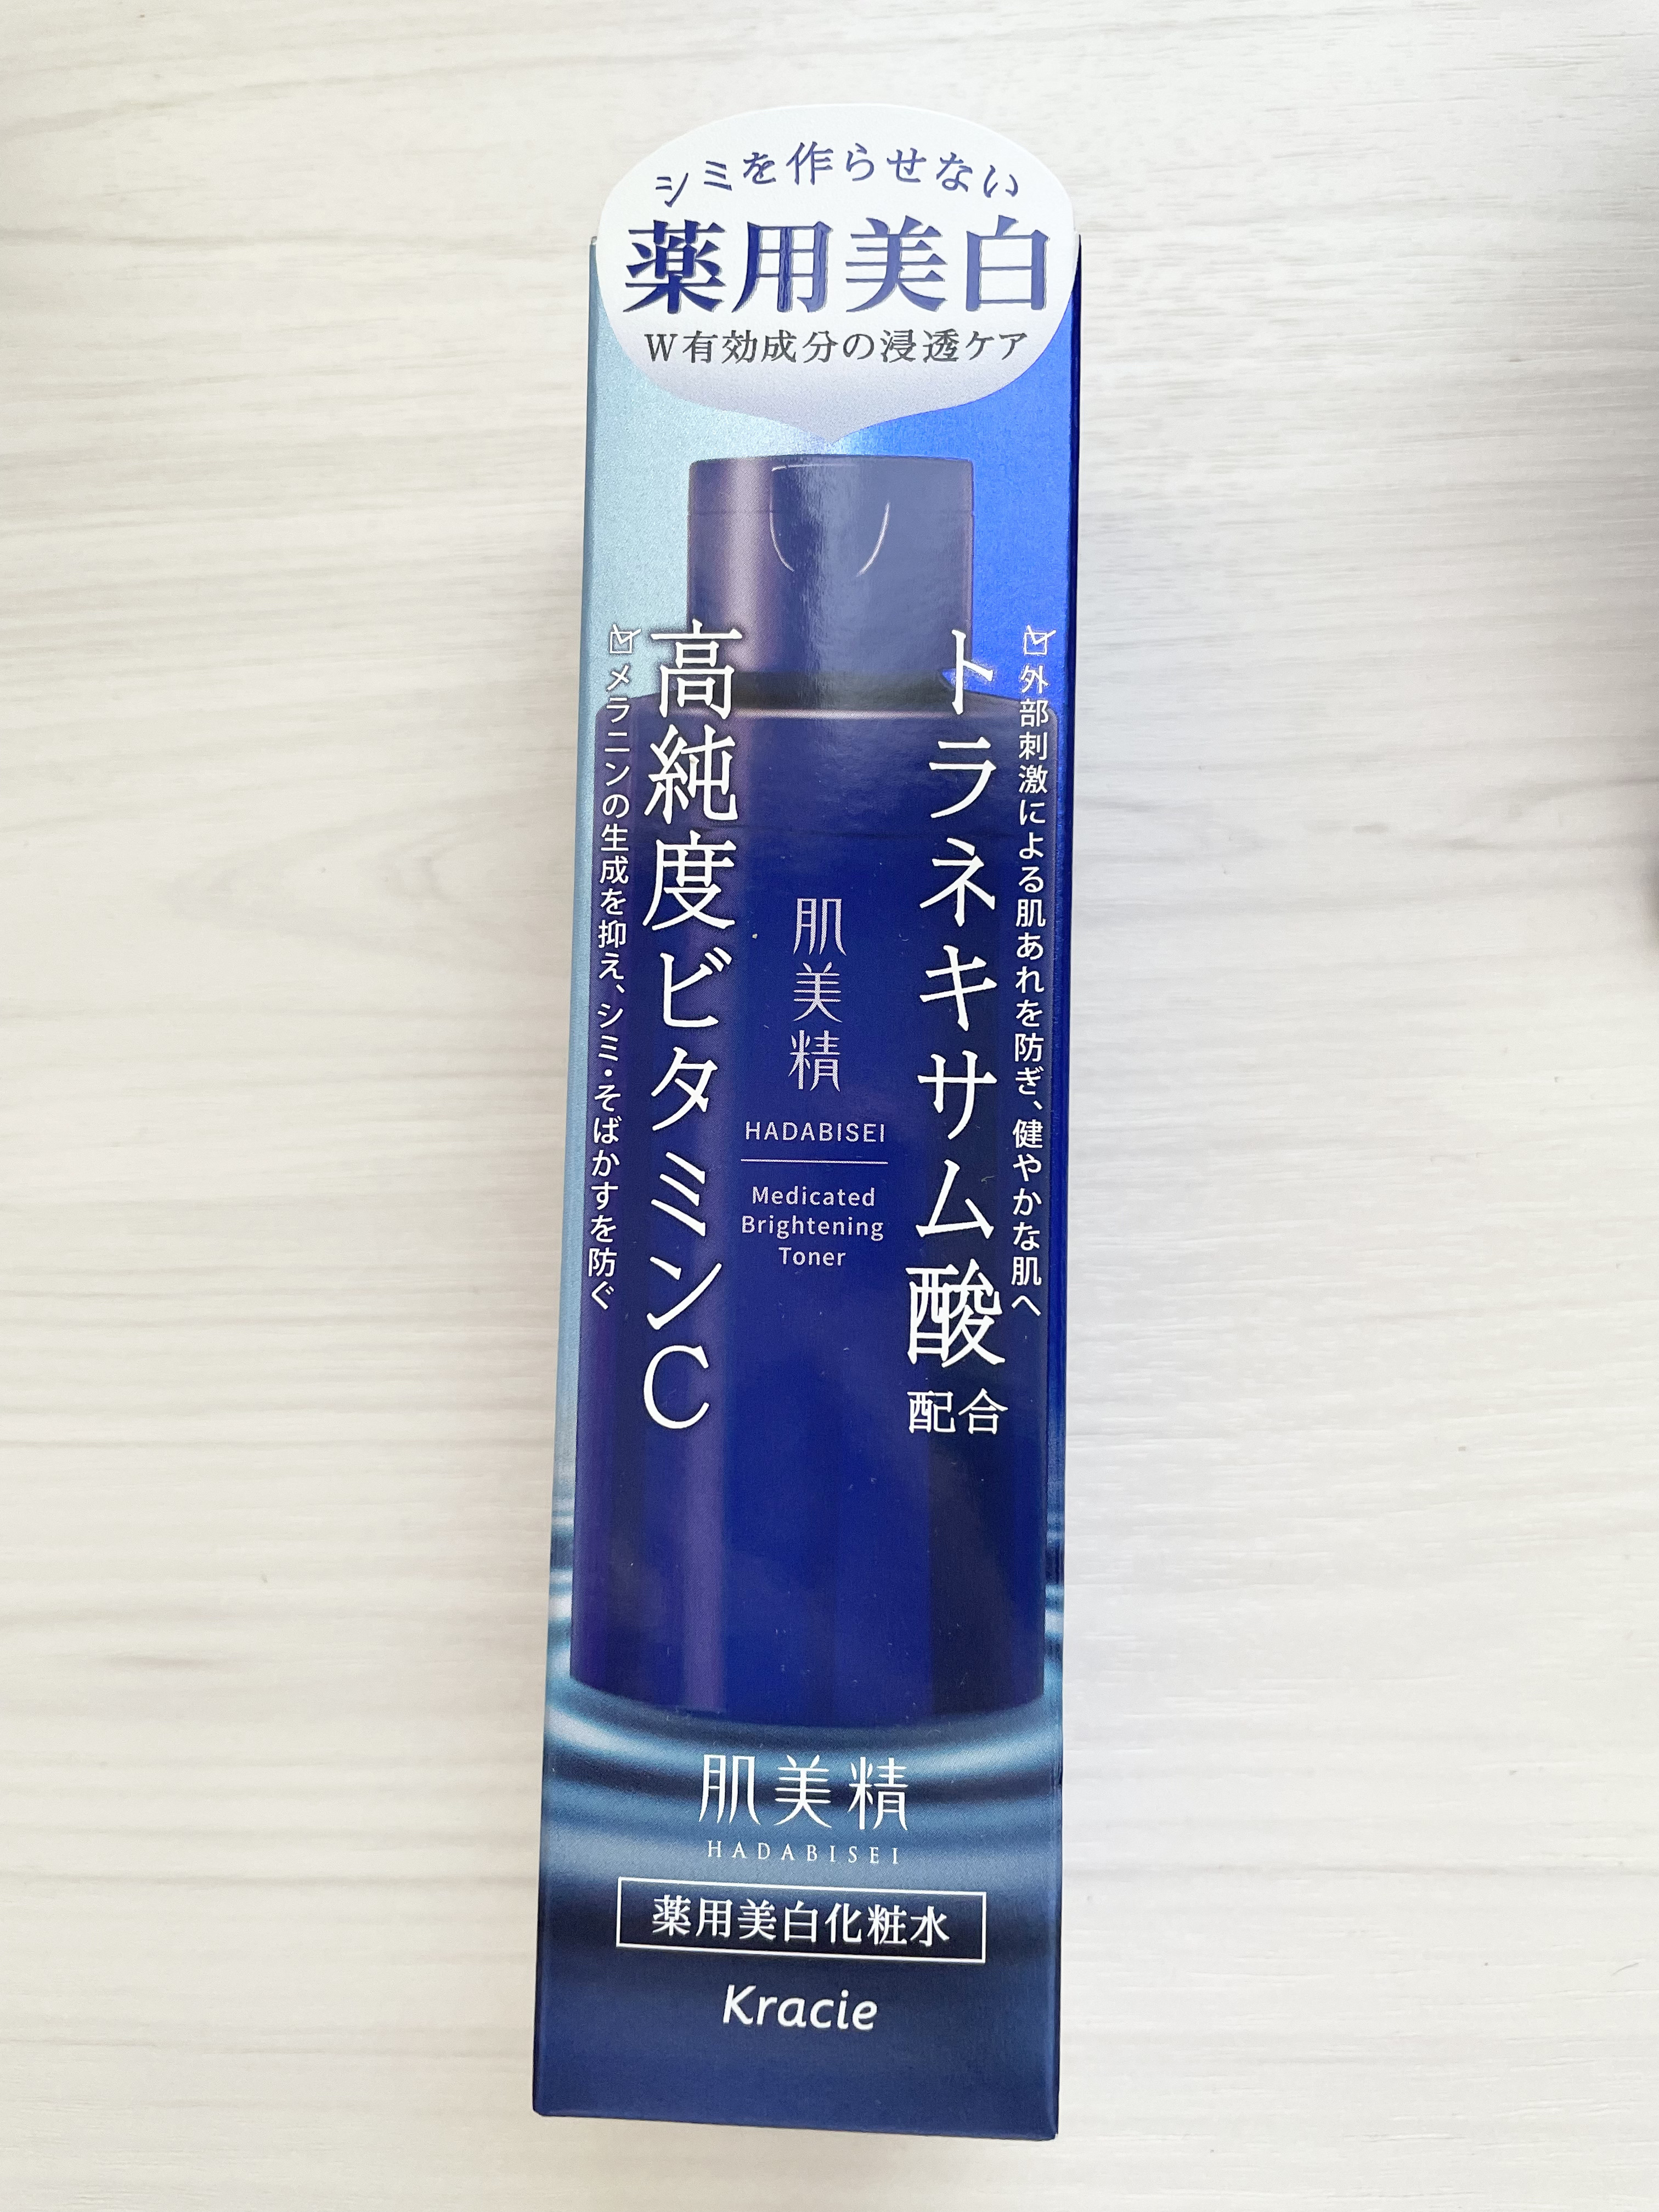 シミを作らせない
薬用美白
W有効成分の浸透ケア
外部刺激による肌あれを防ぎ、健やかな肌へ
トラネキサム酸
配合
高純度ビタミンC
メラニンの生成を抑え、シミ・そばかすを防ぐ
肌美精
HADABISEI
Medicated
Brightening
Toner
肌美精
HADABISEI
薬用美白化粧水
Kracie